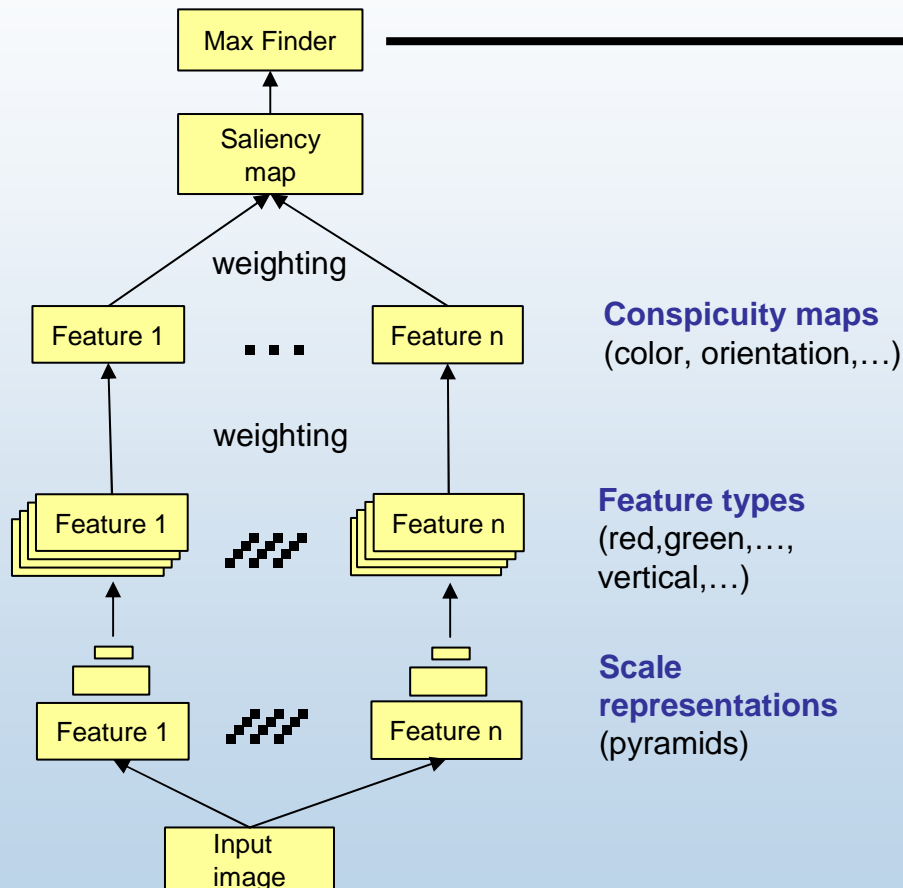 Max Finder
Saliency
map
weighting
Feature 1
...
Feature n
Conspicuity maps
(color, orientation,...)
weighting
Feature 1
Feature n
Feature types
(red,green,...,
vertical,...)
Scale
representations
(pyramids)
Feature 1
Feature n
Input
image